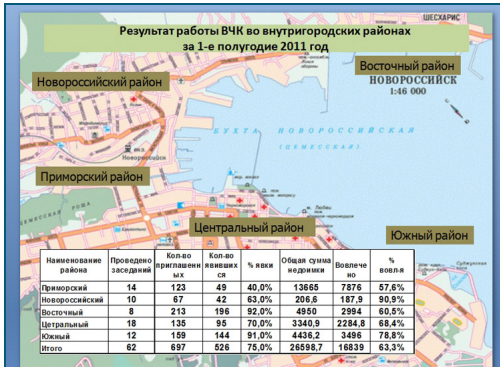 Результат работы ВЧК во внутригородских районах
за 1-е полугодие 2011 год
ШЕСХАРИС
Восточный район
НОВОРОССИЙСК
1:46 000
Новороссийский район
БУХТА НОВОРОССИЙСКАЯ
(ЦЕМЕССКАЯ)
Новороссийск
Приморский район
Центральный район
Южный район
Наименование района Проведено заседаний Кол-во приглашенных Кол-во явившихся % явки Общая сумма недоимки Вовлечено % вовл-я
Приморский 14 123 49 40,0% 13665 7876 57,6%
Новороссийский 10 67 42 63,0% 206,6 187,9 90,9%
Восточный 8 213 196 92,0% 4950 2994 60,5%
Цетральный 18 135 95 70,0% 3340,9 2284,8 68,4%
Южный 12 159 144 91,0% 4436,2 3496 78,8%
Итого 62 697 526 75,0% 26598,7 16839 63,3%